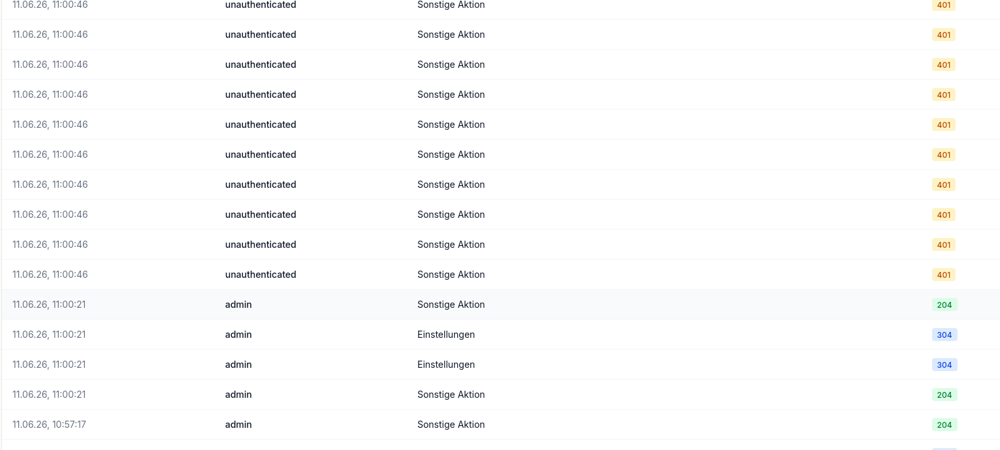 11.06.26, 11:00:46 unauthenticated Sonstige Aktion 401
11.06.26, 11:00:46 unauthenticated Sonstige Aktion 401
11.06.26, 11:00:46 unauthenticated Sonstige Aktion 401
11.06.26, 11:00:46 unauthenticated Sonstige Aktion 401
11.06.26, 11:00:46 unauthenticated Sonstige Aktion 401
11.06.26, 11:00:46 unauthenticated Sonstige Aktion 401
11.06.26, 11:00:46 unauthenticated Sonstige Aktion 401
11.06.26, 11:00:46 unauthenticated Sonstige Aktion 401
11.06.26, 11:00:46 unauthenticated Sonstige Aktion 401
11.06.26, 11:00:46 unauthenticated Sonstige Aktion 401
11.06.26, 11:00:21 admin Sonstige Aktion 204
11.06.26, 11:00:21 admin Einstellungen 304
11.06.26, 11:00:21 admin Einstellungen 304
11.06.26, 11:00:21 admin Sonstige Aktion 204
11.06.26, 10:57:17 admin Sonstige Aktion 204